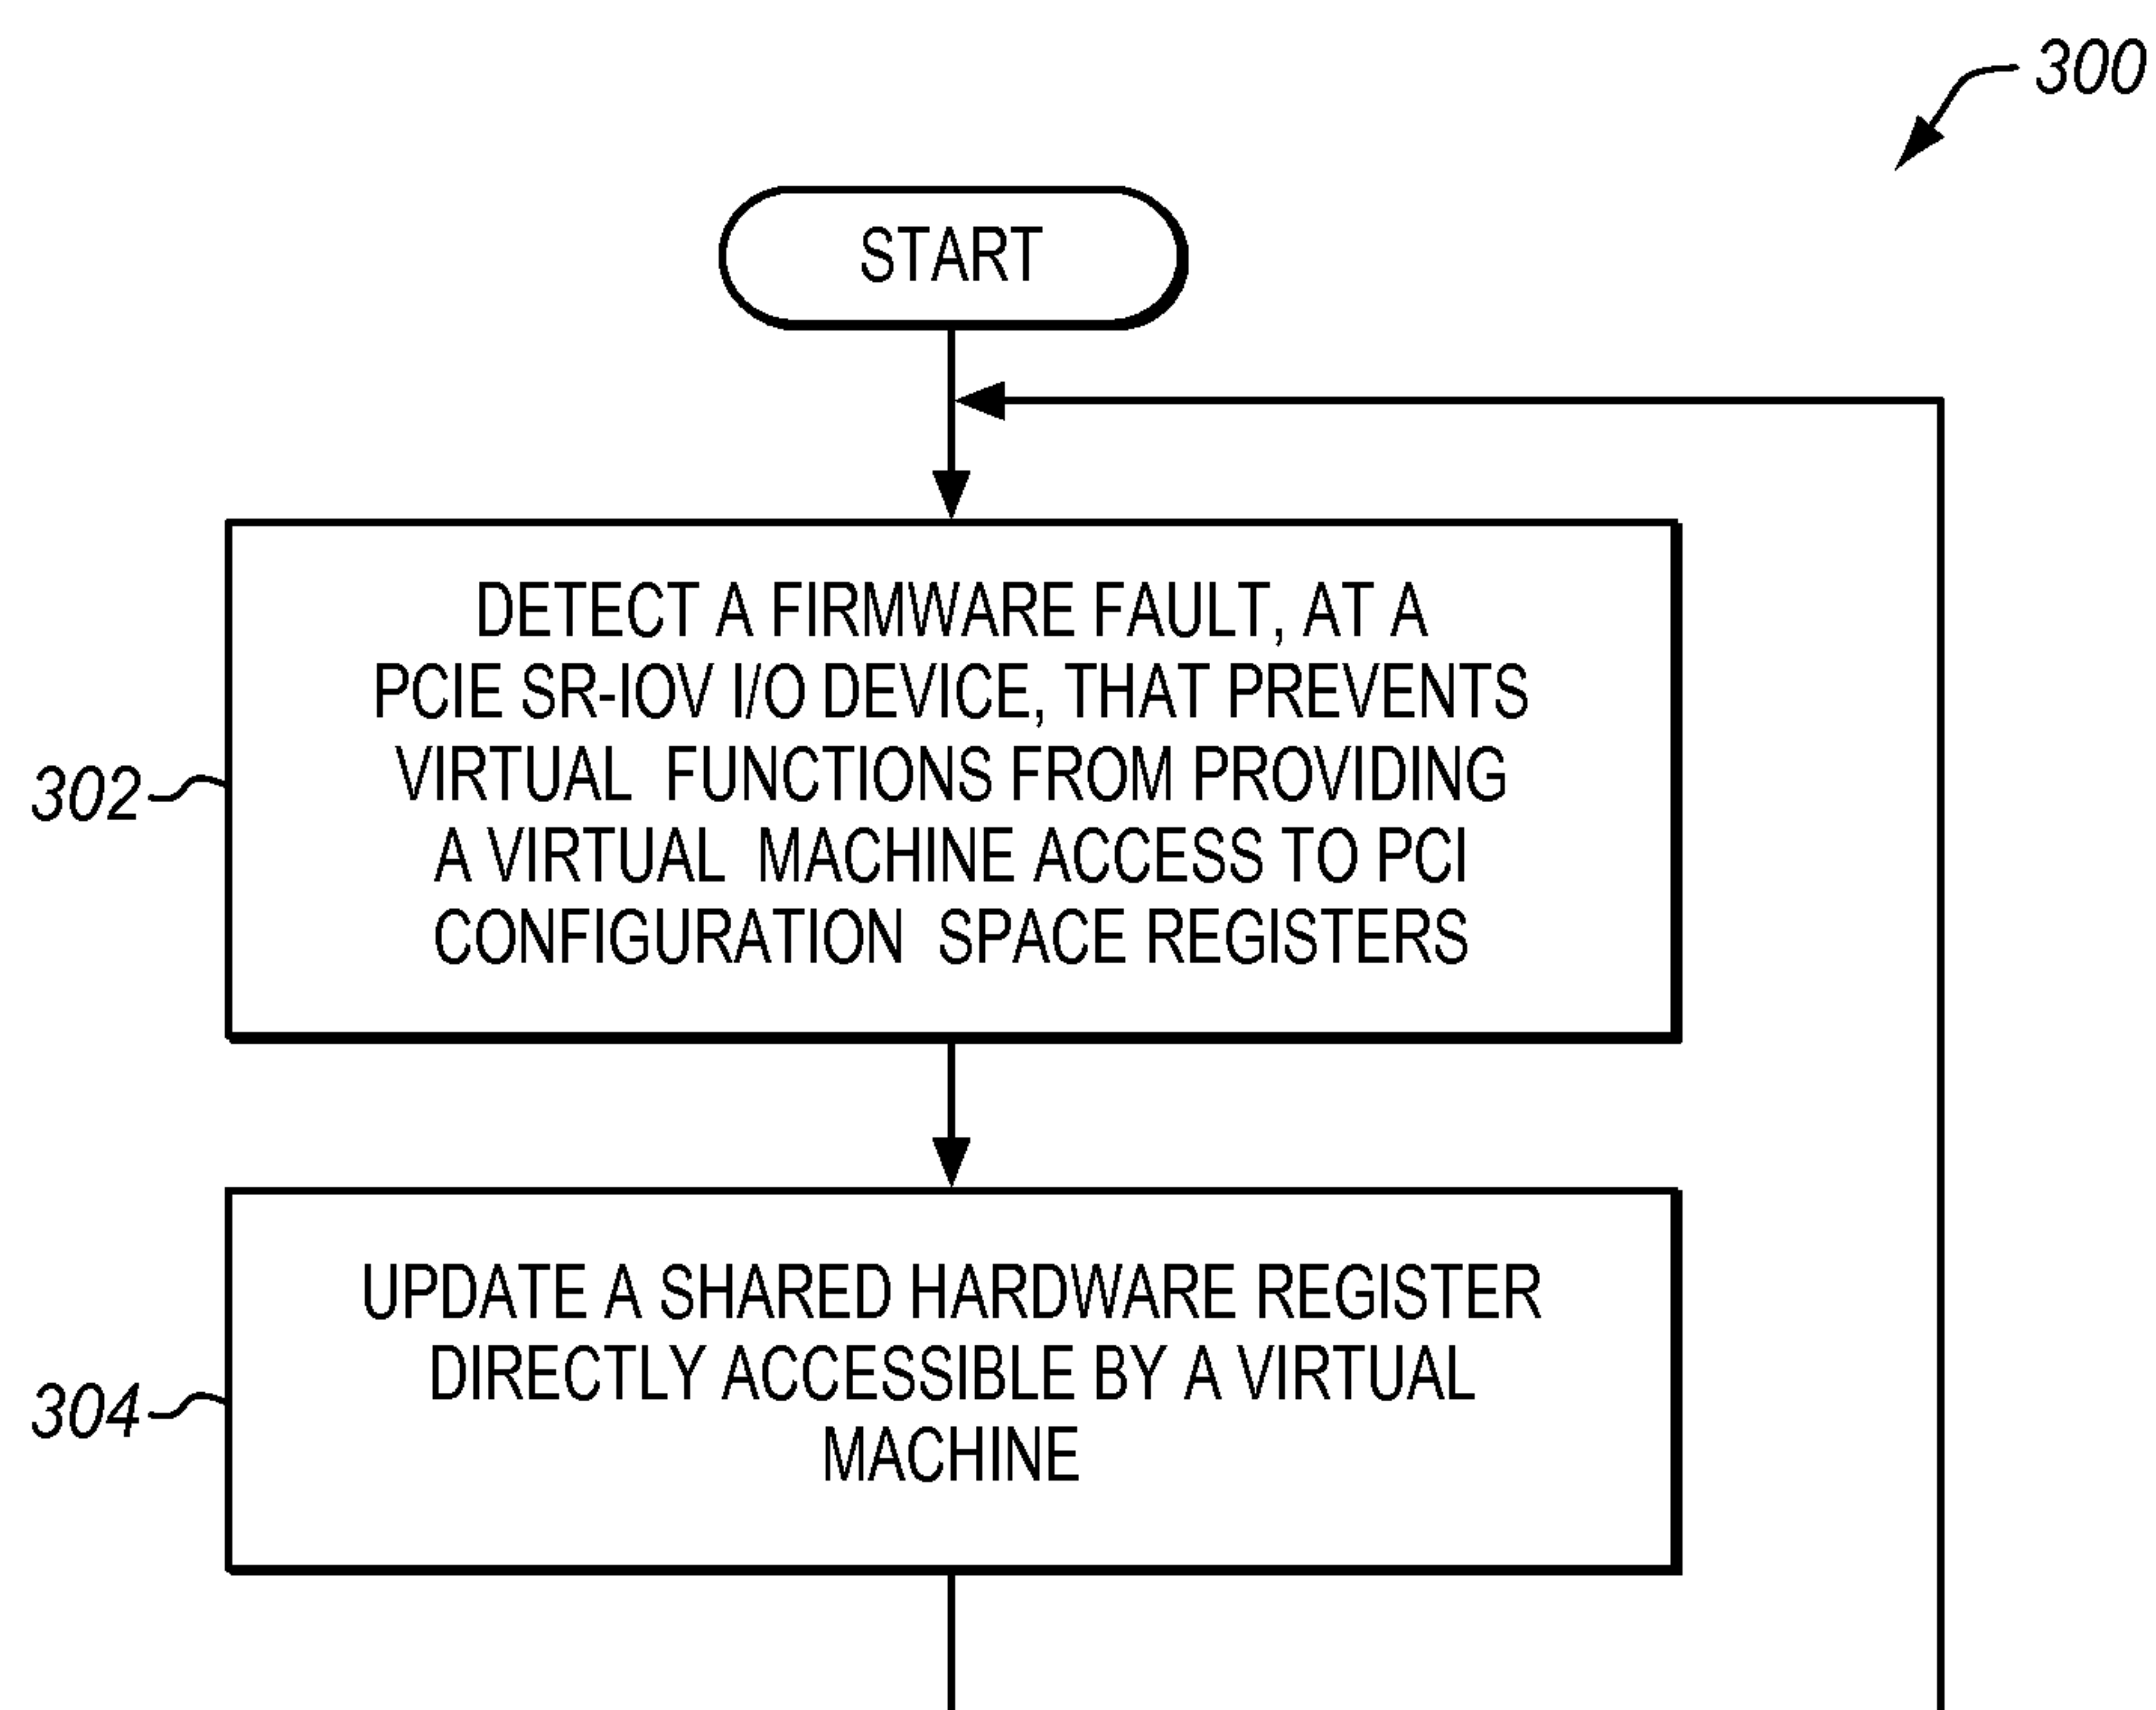 300
START
DETECT A FIRMWARE FAULT, AT A
PCIE SR-IOV I/O DEVICE, THAT PREVENTS
VIRTUAL FUNCTIONS FROM PROVIDING
A VIRTUAL MACHINE ACCESS TO PCI
CONFIGURATION SPACE REGISTERS
302
UPDATE A SHARED HARDWARE REGISTER
DIRECTLY ACCESSIBLE BY A VIRTUAL
MACHINE
304